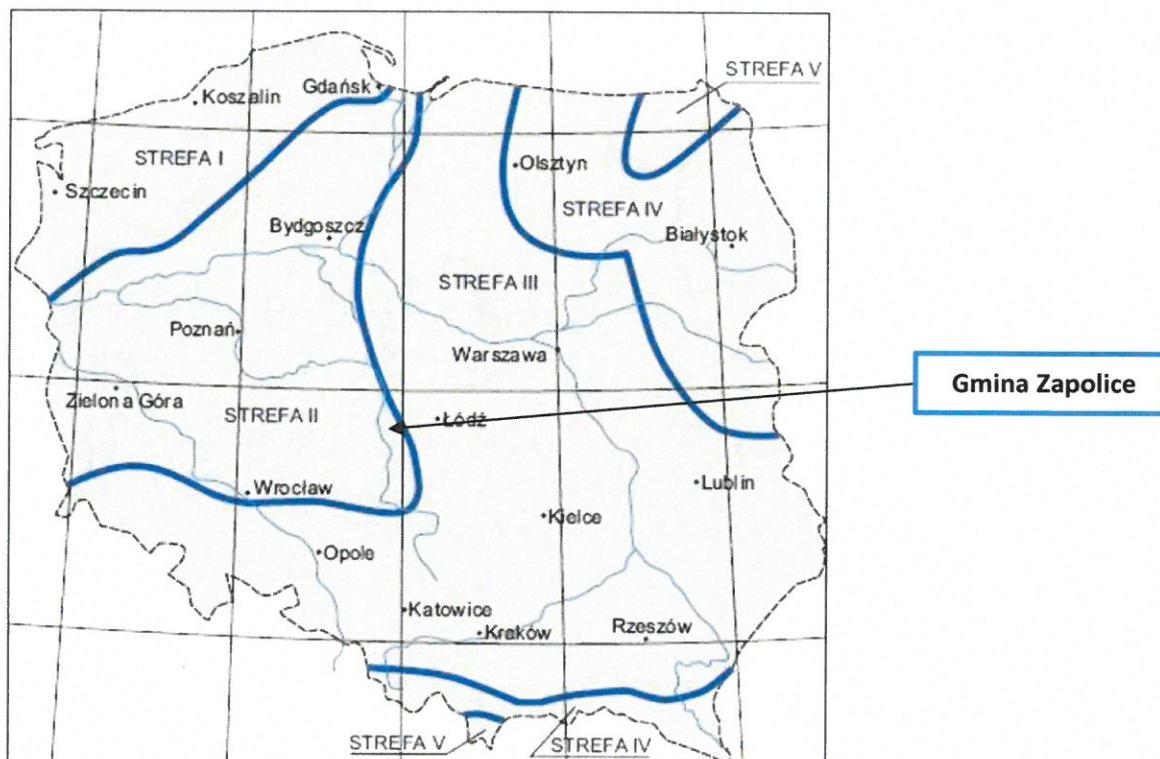 STREFA V
Gdańsk
Koszalin
STREFA I
Olsztyn
Szczecin
STREFA IV
Bydgoszcz
Białystok
STREFA III
Poznań
Warszawa
Gmina Zapolice
Zielona Góra
STREFA II
Łódź
Wrocław
Lublin
Kielce
Opole
Katowice
Kraków
Rzeszów
STREFA V
STREFA IV